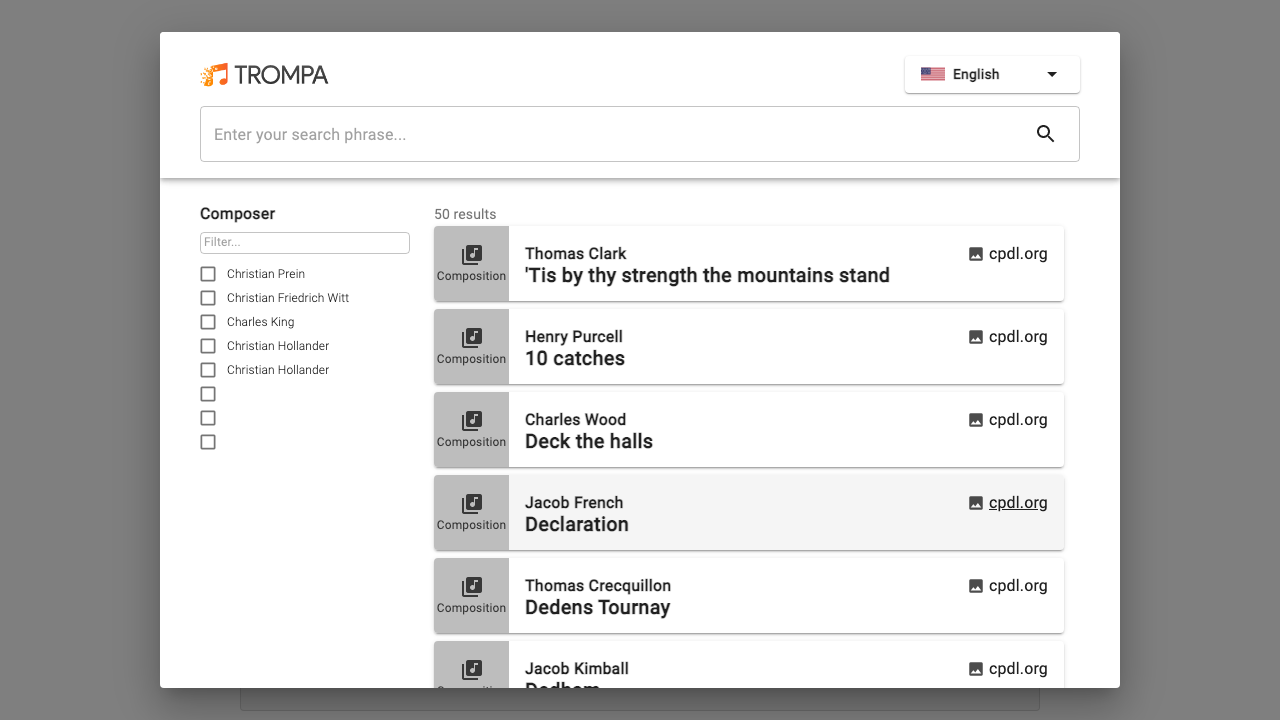 TROMPA
English
Enter your search phrase...
Composer
Filter...
Christian Prein
Christian Friedrich Witt
Charles King
Christian Hollander
Christian Hollander
50 results
Composition
Thomas Clark
'Tis by thy strength the mountains stand
cpdl.org
Composition
Henry Purcell
10 catches
cpdl.org
Composition
Charles Wood
Deck the halls
cpdl.org
Composition
Jacob French
Declaration
cpdl.org
Composition
Thomas Crecquillon
Dedens Tournay
cpdl.org
Jacob Kimball
cpdl.org